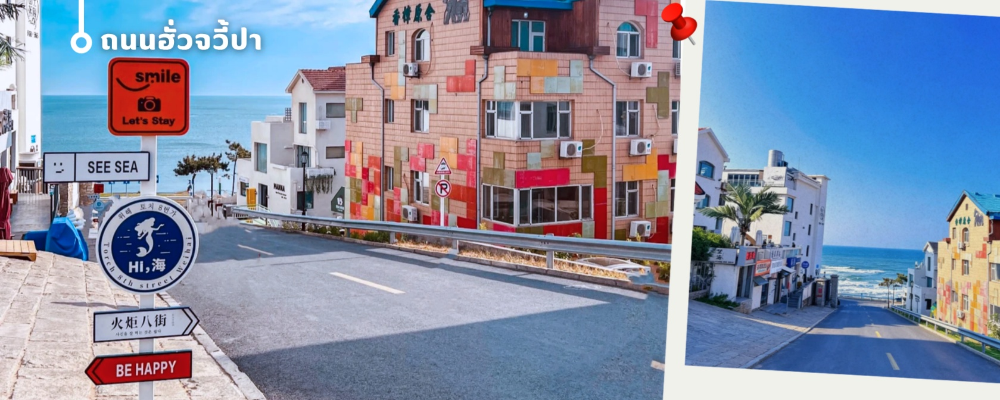 ถนนฮั่วจวี้ปา
香樟原舍
smile
Let's Stay
SEE SEA
MANNA
위해 토치 8번가
Hi,海
Torch 8th street Weihai
火炬八街
BE HAPPY